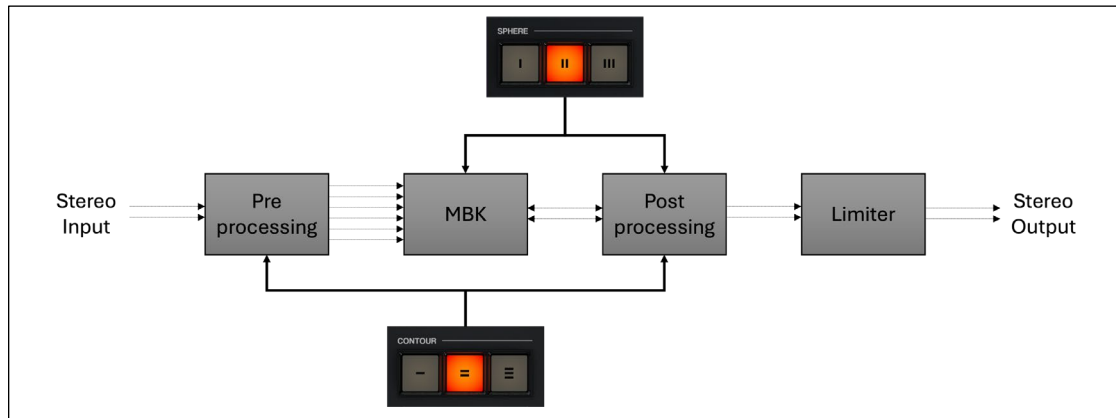 SPHERE
I II III
Stereo
Input
Pre
processing
MBK
Post
processing
Limiter
Stereo
Output
CONTOUR